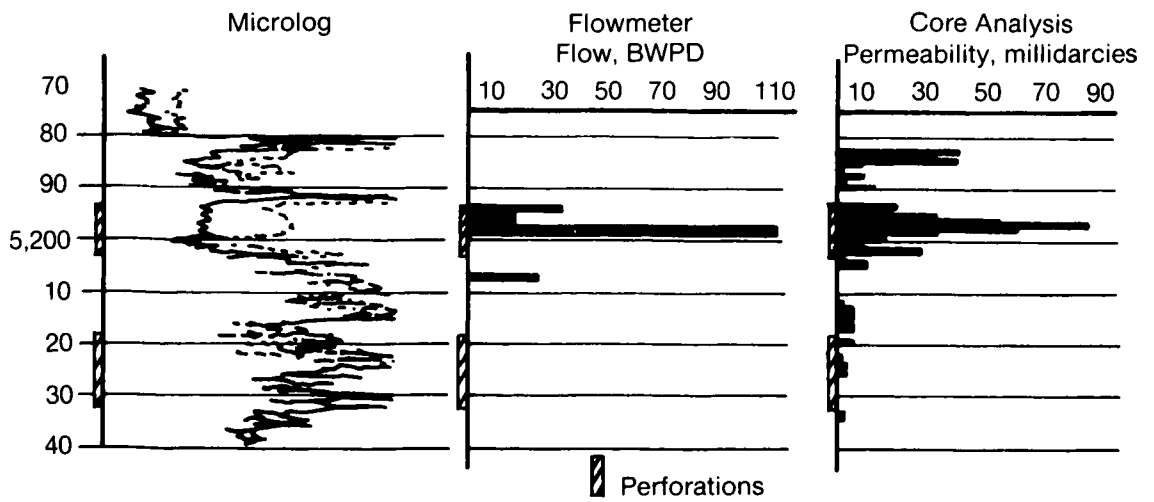 Microlog
Flowmeter
Flow, BWPD
Core Analysis
Permeability, millidarcies
10 30 50 70 90 110
10 30 50 70 90
70
80
90
5,200
10
20
30
40
Perforations